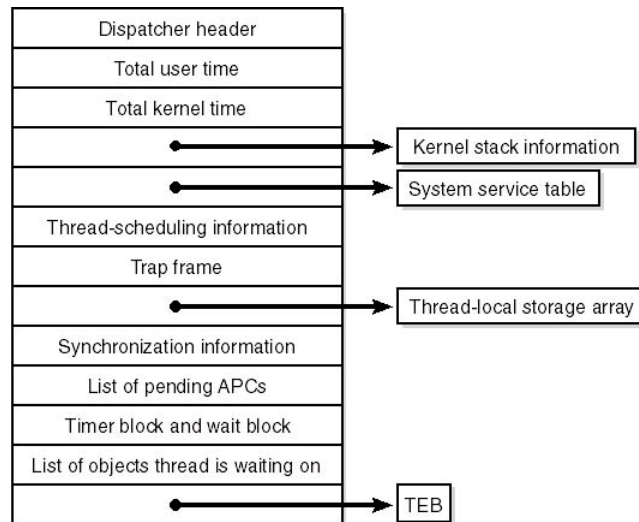 Dispatcher header
Total user time
Total kernel time
Kernel stack information
System service table
Thread-scheduling information
Trap frame
Thread-local storage array
Synchronization information
List of pending APCs
Timer block and wait block
List of objects thread is waiting on
TEB